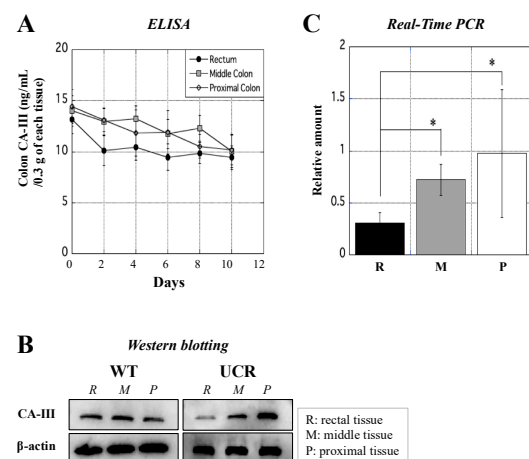 A
ELISA
Colon CA-III (ng/mL
/0.3 g of each tissue)
20
15
10
5
0
Rectum
Middle Colon
Proximal Colon
0 2 4 6 8 10 12
Days
C
Real-Time PCR
Relative amount
2
1.5
1
0.5
0
*
*
R M P
B
Western blotting
WT UCR
R M P R M P
CA-III
β-actin
R: rectal tissue
M: middle tissue
P: proximal tissue